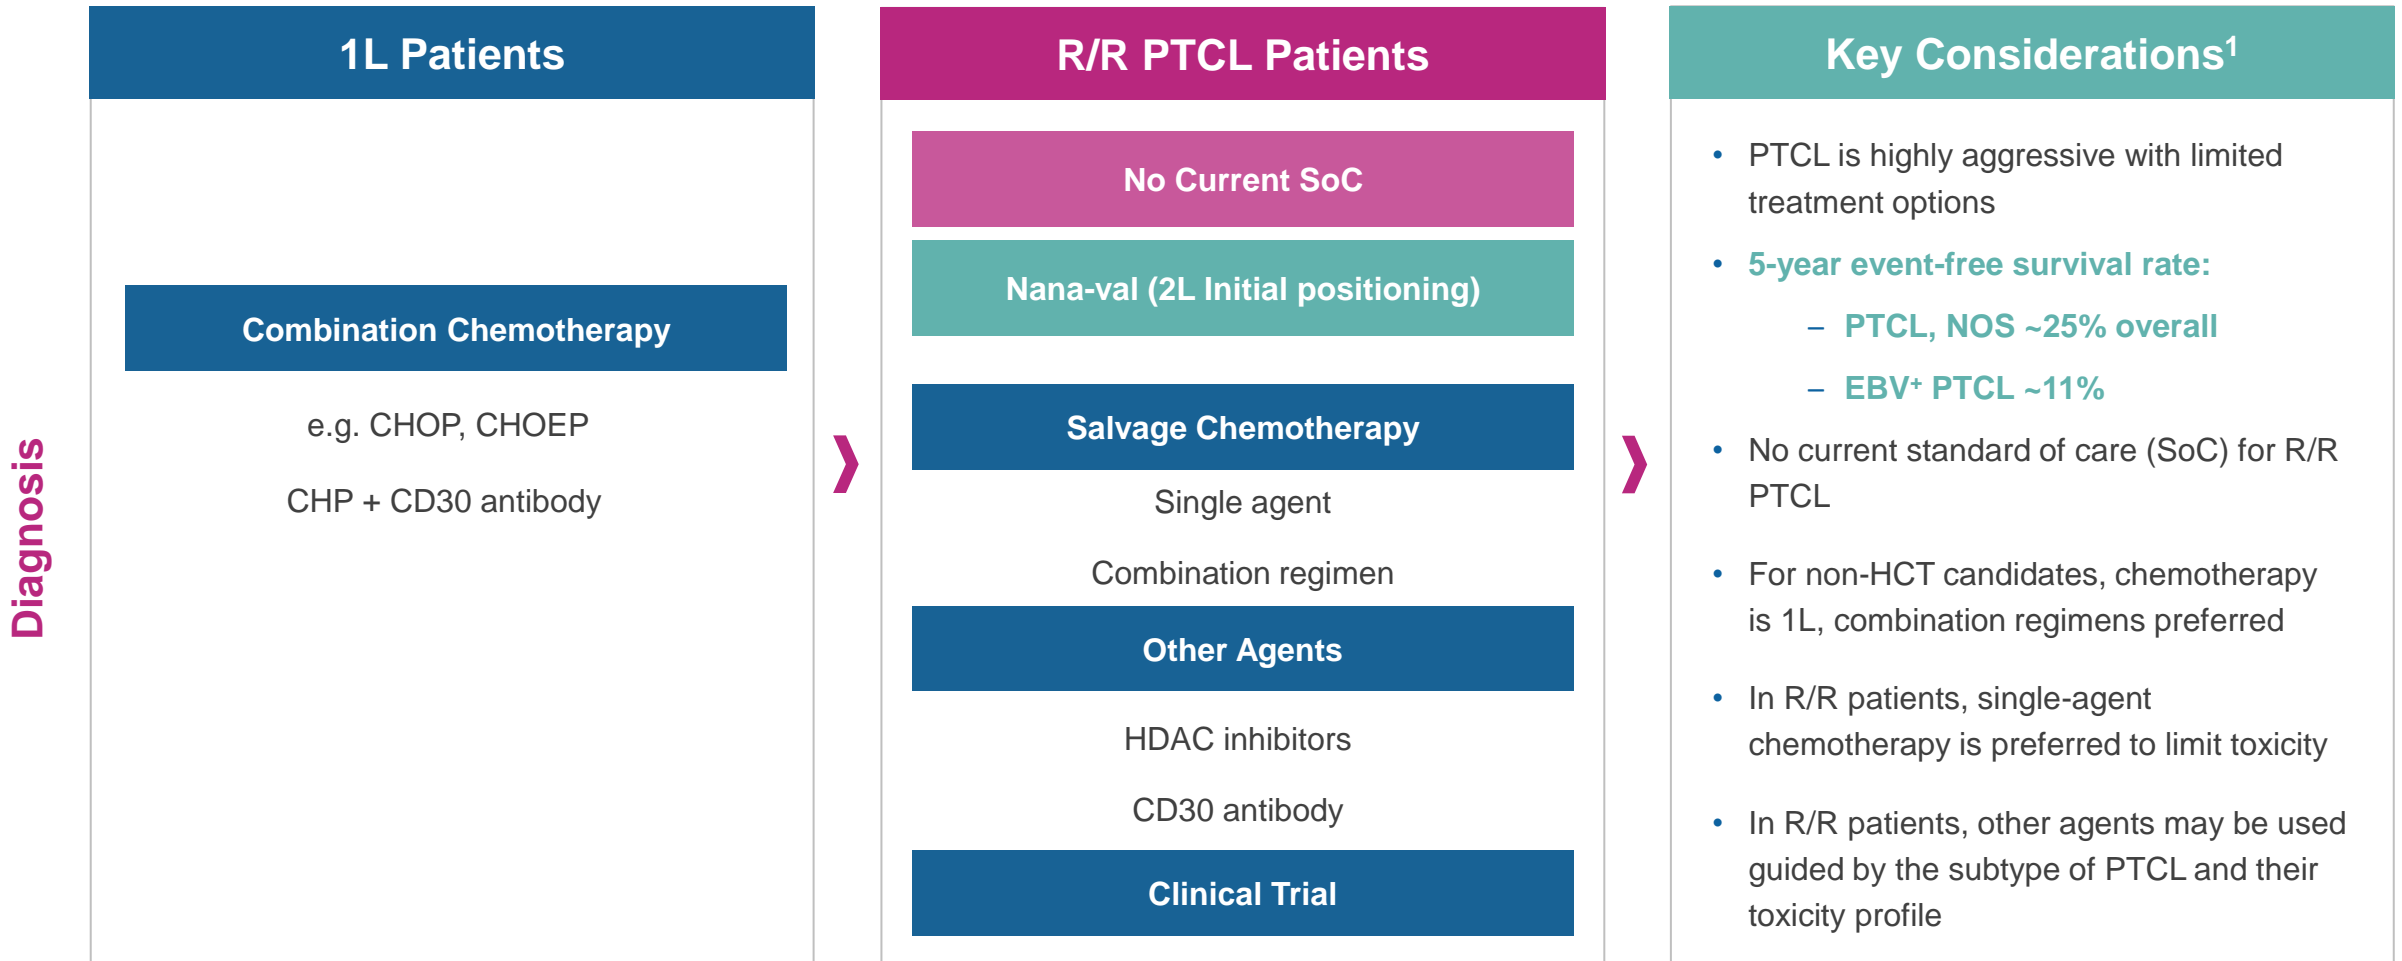 Diagnosis
1L Patients
Combination Chemotherapy
e.g. CHOP, CHOEP
CHP + CD30 antibody
R/R PTCL Patients
No Current SoC
Nana-val (2L Initial positioning)
Salvage Chemotherapy
Single agent
Combination regimen
Other Agents
HDAC inhibitors
CD30 antibody
Clinical Trial
Key Considerations¹
• PTCL is highly aggressive with limited
treatment options
• 5-year event-free survival rate:
– PTCL, NOS ~25% overall
– EBV⁺ PTCL ~11%
• No current standard of care (SoC) for R/R
PTCL
• For non-HCT candidates, chemotherapy
is 1L, combination regimens preferred
• In R/R patients, single-agent
chemotherapy is preferred to limit toxicity
• In R/R patients, other agents may be used
guided by the subtype of PTCL and their
toxicity profile